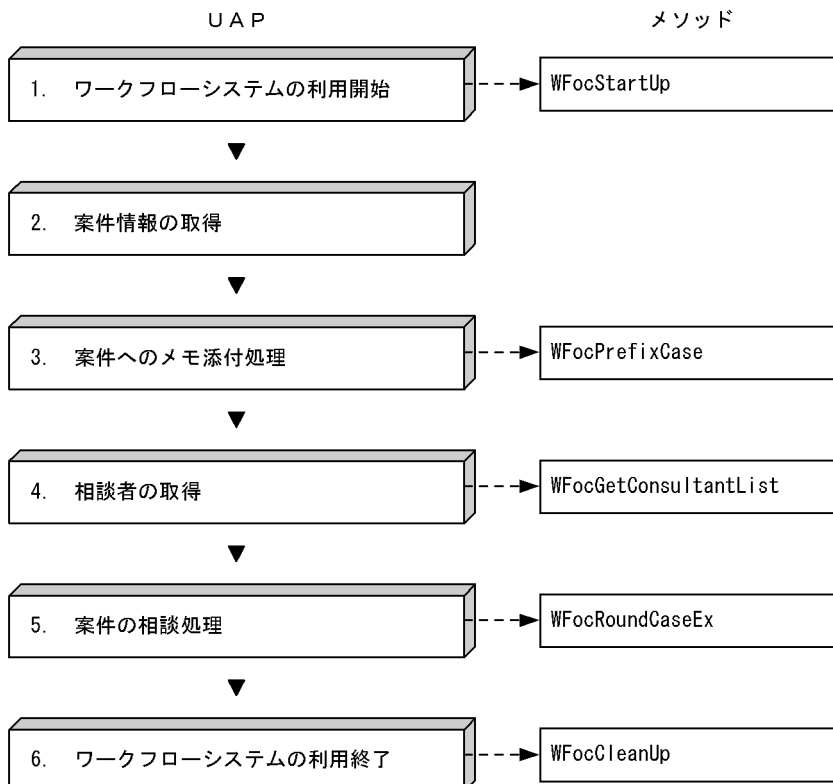 ＵＡＰ
メソッド
1. ワークフローシステムの利用開始
WFocStartUp
▼
2. 案件情報の取得
▼
3. 案件へのメモ添付処理
WFocPrefixCase
▼
4. 相談者の取得
WFocGetConsultantList
▼
5. 案件の相談処理
WFocRoundCaseEx
▼
6. ワークフローシステムの利用終了
WFocCleanUp